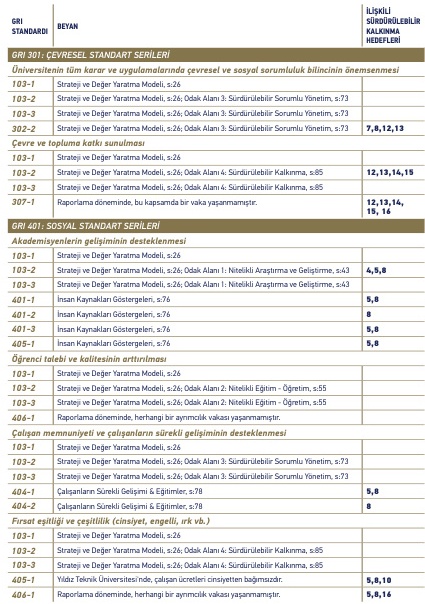 GRI STANDARDI BEYAN İLİŞKİLİ SÜRDÜRÜLEBİLİR KALKINMA HEDEFLERİ
GRI 301: ÇEVRESEL STANDART SERİLERİ
Üniversitenin tüm karar ve uygulamalarında çevresel ve sosyal sorumluluk bilincinin önemsenmesi
103-1 Strateji ve Değer Yaratma Modeli, s:26
103-2 Strateji ve Değer Yaratma Modeli, s:26; Odak Alanı 3: Sürdürülebilir Sorumlu Yönetim, s:73
103-3 Strateji ve Değer Yaratma Modeli, s:26; Odak Alanı 3: Sürdürülebilir Sorumlu Yönetim, s:73
302-2 Strateji ve Değer Yaratma Modeli, s:26; Odak Alanı 3: Sürdürülebilir Sorumlu Yönetim, s:73 7,8,12,13
Çevre ve topluma katkı sunulması
103-1 Strateji ve Değer Yaratma Modeli, s:26
103-2 Strateji ve Değer Yaratma Modeli, s:26; Odak Alanı 4: Sürdürülebilir Kalkınma, s:85 12,13,14,15
103-3 Strateji ve Değer Yaratma Modeli, s:26; Odak Alanı 4: Sürdürülebilir Kalkınma, s:85
307-1 Raporlama döneminde, bu kapsamda bir vaka yaşanmamıştır. 12,13,14,
15, 16
GRI 401: SOSYAL STANDART SERİLERİ
Akademisyenlerin gelişiminin desteklenmesi
103-1 Strateji ve Değer Yaratma Modeli, s:26
103-2 Strateji ve Değer Yaratma Modeli, s:26; Odak Alanı 1: Nitelikli Araştırma ve Geliştirme, s:43 4,5,8
103-3 Strateji ve Değer Yaratma Modeli, s:26; Odak Alanı 1: Nitelikli Araştırma ve Geliştirme, s:43
401-1 İnsan Kaynakları Göstergeleri, s:76 5,8
401-2 İnsan Kaynakları Göstergeleri, s:76 8
401-3 İnsan Kaynakları Göstergeleri, s:76 5,8
405-1 İnsan Kaynakları Göstergeleri, s:76 5,8
Öğrenci talebi ve kalitesinin arttırılması
103-1 Strateji ve Değer Yaratma Modeli, s:26
103-2 Strateji ve Değer Yaratma Modeli, s:26; Odak Alanı 2: Nitelikli Eğitim - Öğretim, s:55
103-3 Strateji ve Değer Yaratma Modeli, s:26; Odak Alanı 2: Nitelikli Eğitim - Öğretim, s:55
406-1 Raporlama döneminde, herhangi bir ayrımcılık vakası yaşanmamıştır.
Çalışan memnuniyeti ve çalışanların sürekli gelişiminin desteklenmesi
103-1 Strateji ve Değer Yaratma Modeli, s:26
103-2 Strateji ve Değer Yaratma Modeli, s:26; Odak Alanı 3: Sürdürülebilir Sorumlu Yönetim, s:73
103-3 Strateji ve Değer Yaratma Modeli, s:26; Odak Alanı 3: Sürdürülebilir Sorumlu Yönetim, s:73
404-1 Çalışanların Sürekli Gelişimi & Eğitimler, s:78 5,8
404-2 Çalışanların Sürekli Gelişimi & Eğitimler, s:78 8
Fırsat eşitliği ve çeşitlilik (cinsiyet, engelli, ırk vb.)
103-1 Strateji ve Değer Yaratma Modeli, s:26
103-2 Strateji ve Değer Yaratma Modeli, s:26; Odak Alanı 4: Sürdürülebilir Kalkınma, s:85
103-3 Strateji ve Değer Yaratma Modeli, s:26; Odak Alanı 4: Sürdürülebilir Kalkınma, s:85
405-1 Yıldız Teknik Üniversitesi'nde, çalışan ücretleri cinsiyetten bağımsızdır. 5,8,10
406-1 Raporlama döneminde, herhangi bir ayrımcılık vakası yaşanmamıştır. 5,8,16